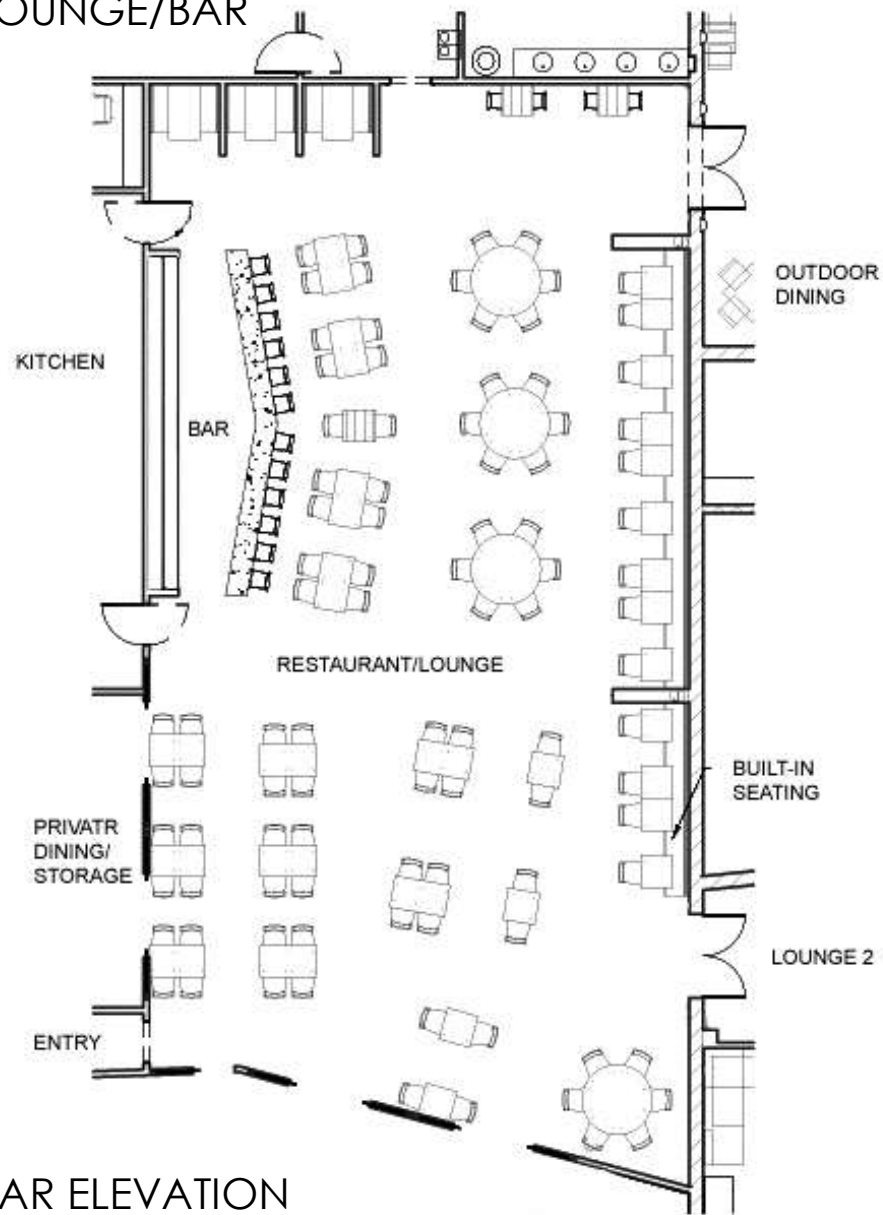 OUNGE/BAR
OUTDOOR
DINING
KITCHEN
BAR
RESTAURANT/LOUNGE
BUILT-IN
SEATING
PRIVATR
DINING/
STORAGE
LOUNGE 2
ENTRY
AR ELEVATION